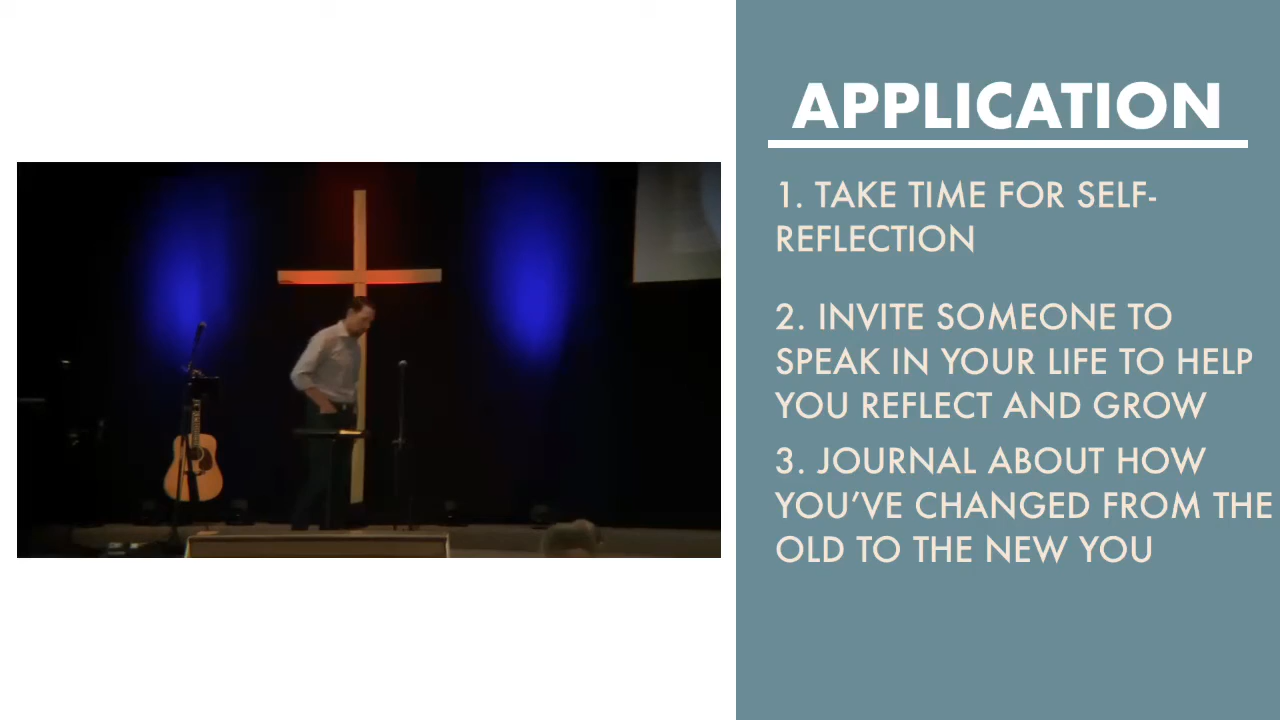 APPLICATION
1. TAKE TIME FOR SELF-
REFLECTION
2. INVITE SOMEONE TO
SPEAK IN YOUR LIFE TO HELP
YOU REFLECT AND GROW
3. JOURNAL ABOUT HOW
YOU’VE CHANGED FROM THE
OLD TO THE NEW YOU